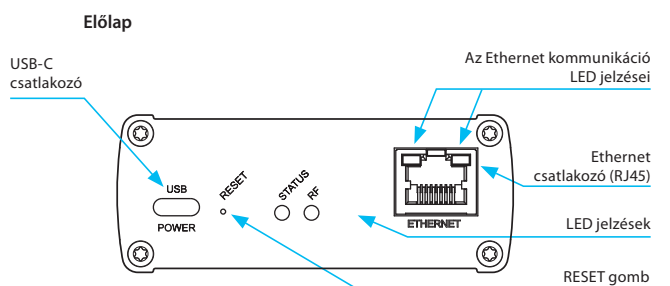 Előlap
USB-C
csatlakozó
Az Ethernet kommunikáció
LED jelzései
Ethernet
csatlakozó (RJ45)
LED jelzések
RESET gomb
USB
POWER
RESET
STATUS
RF
ETHERNET